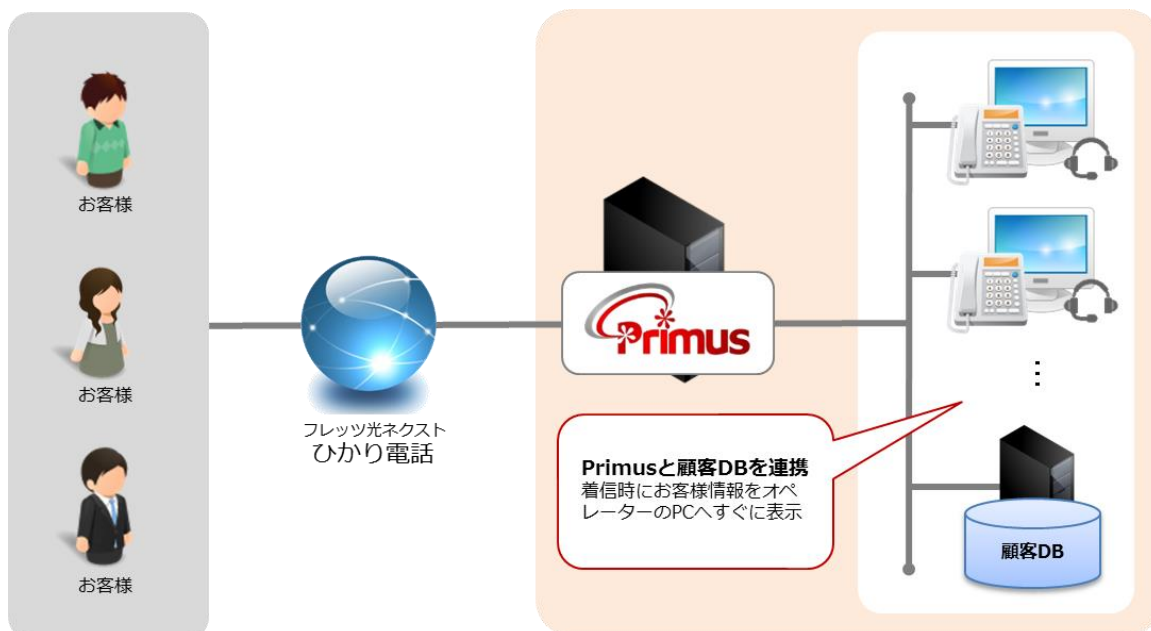 お客様
お客様
お客様
フレッツ光ネクスト
ひかり電話
Primus
Primusと顧客DBを連携
着信時にお客様情報をオペ
レーターのPCへすぐに表示
⋮
顧客DB